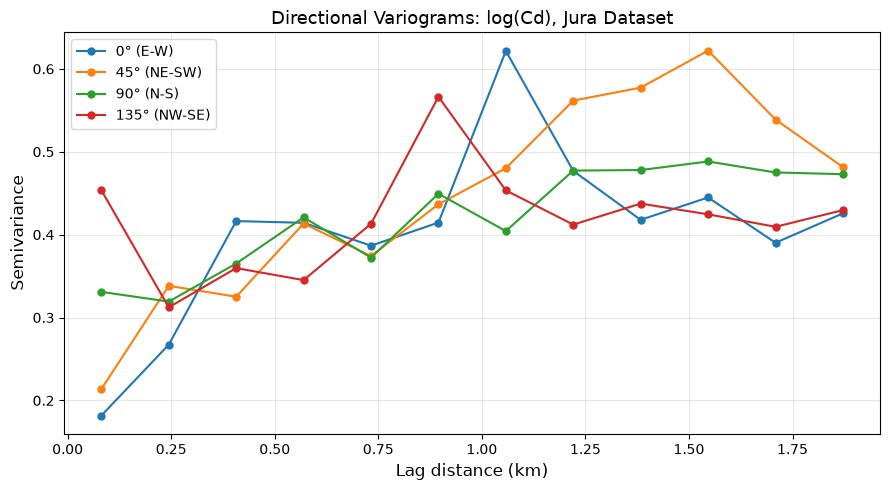 Directional Variograms: log(Cd), Jura Dataset
0° (E-W)
45° (NE-SW)
90° (N-S)
135° (NW-SE)
0.6
0.5
0.4
0.3
0.2
Semivariance
0.00 0.25 0.50 0.75 1.00 1.25 1.50 1.75
Lag distance (km)